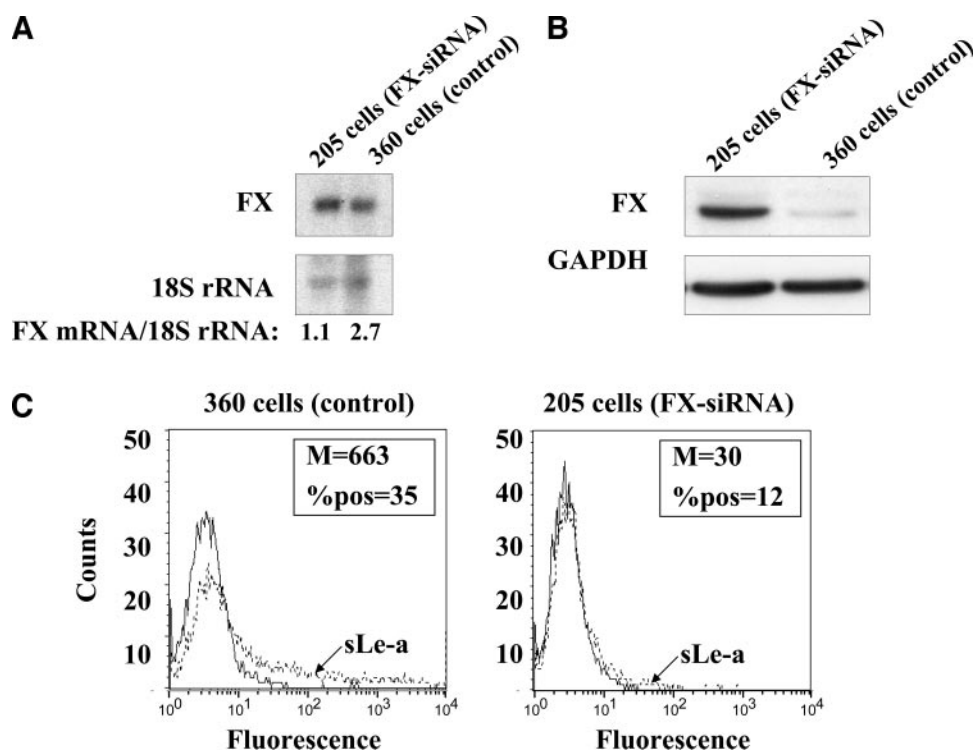 A
205 cells (FX-siRNA)
360 cells (control)
FX
18S rRNA
FX mRNA/18S rRNA: 1.1 2.7
B
205 cells (FX-siRNA)
360 cells (control)
FX
GAPDH
C
360 cells (control)
M=663
%pos=35
50
40
30
20
10
Counts
sLe-a
10^0 10^1 10^2 10^3 10^4
Fluorescence
205 cells (FX-siRNA)
M=30
%pos=12
50
40
30
20
10
sLe-a
10^0 10^1 10^2 10^3 10^4
Fluorescence